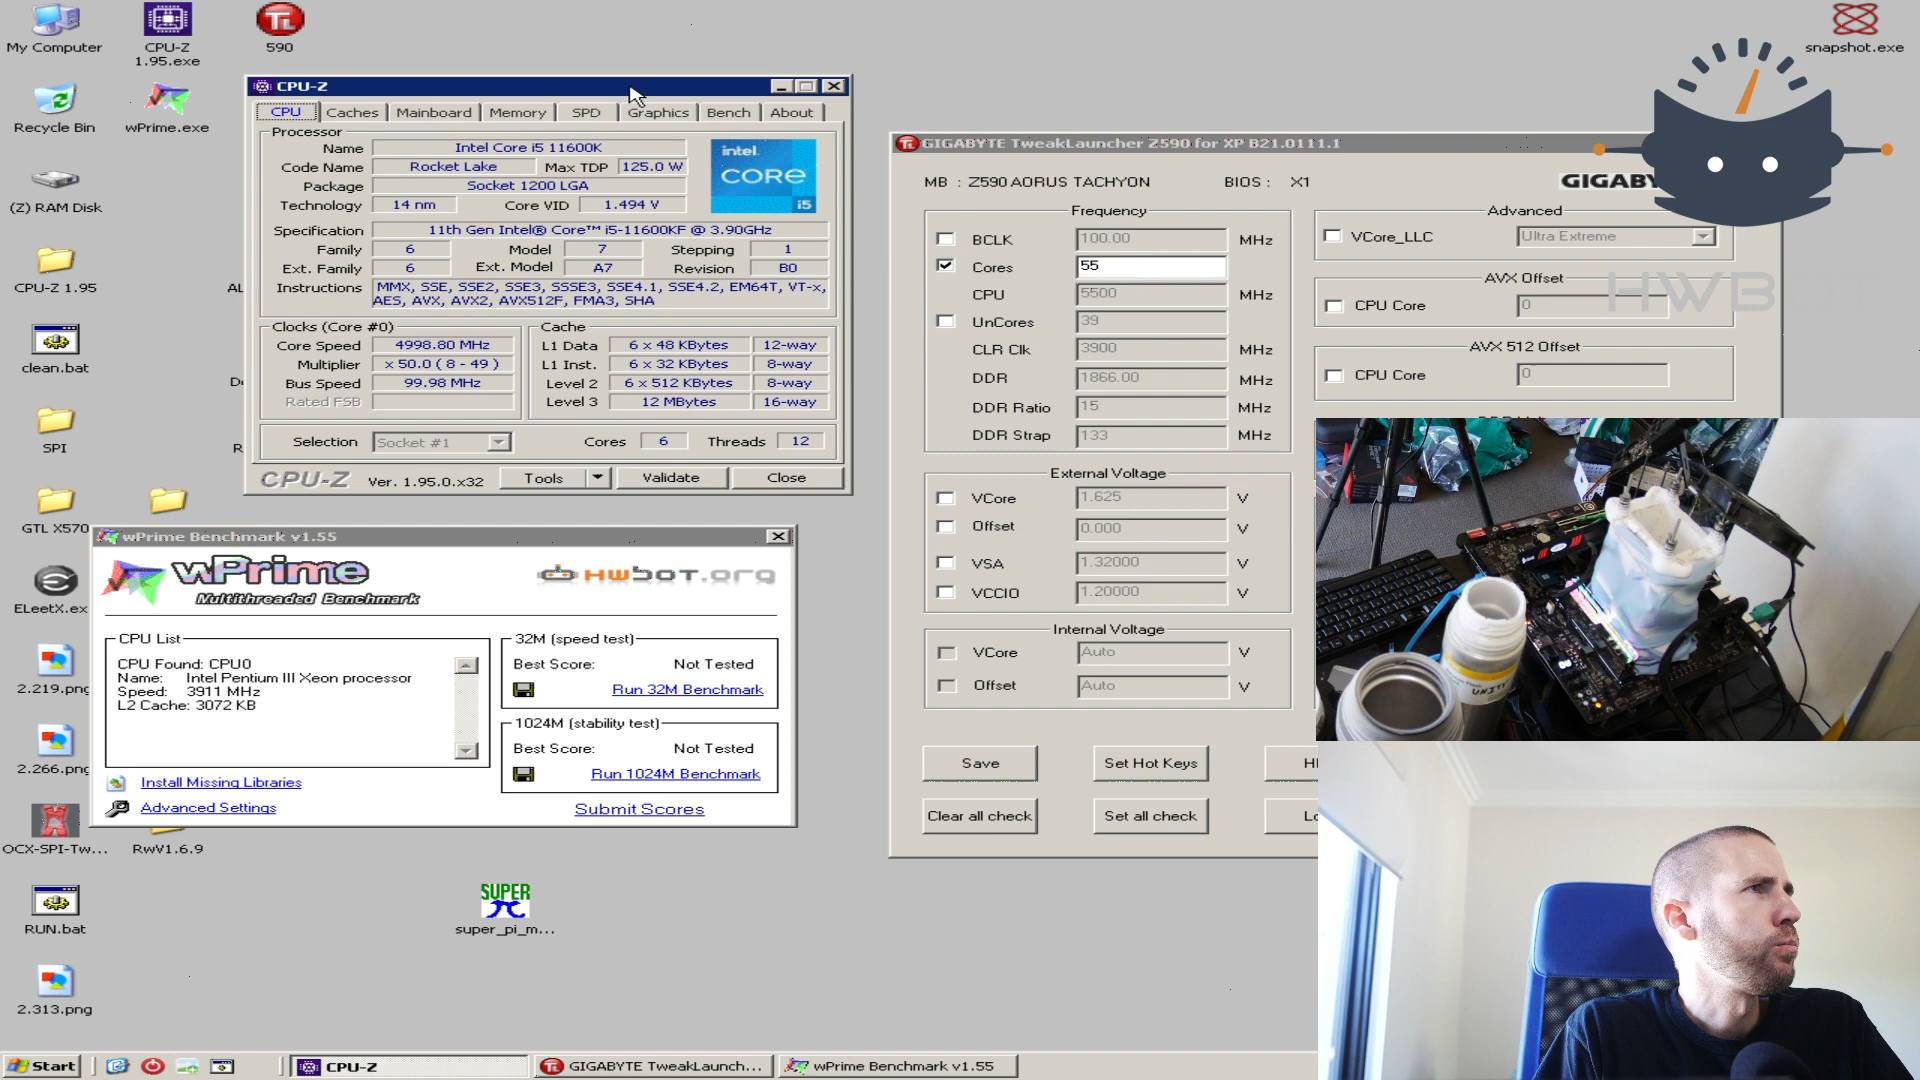 My Computer
CPU-Z
1.95.exe
590
snapshot.exe
Recycle Bin
wPrime.exe
(Z) RAM Disk
CPU-Z 1.95
clean.bat
SPI
GTL X570
ELeetX.ex
2.219.png
2.266.png
OCX-SPI-Tw...
RwV1.6.9
RUN.bat
2.313.png
SUPER
super_pi_m...
CPU-Z
CPU Caches Mainboard Memory SPD Graphics Bench About
Processor
Name Intel Core i5 11600K
Code Name Rocket Lake Max TDP 125.0 W
Package Socket 1200 LGA
Technology 14 nm Core VID 1.494 V
intel
CORE
i5
Specification 11th Gen Intel® Core™ i5-11600KF @ 3.90GHz
Family 6 Model 7 Stepping 1
Ext. Family 6 Ext. Model A7 Revision B0
Instructions MMX, SSE, SSE2, SSE3, SSSE3, SSE4.1, SSE4.2, EM64T, VT-x,
AES, AVX, AVX2, AVX512F, FMA3, SHA
Clocks (Core #0)
Core Speed 4998.80 MHz
Multiplier x 50.0 ( 8 - 49 )
Bus Speed 99.98 MHz
Rated FSB
Cache
L1 Data 6 x 48 KBytes 12-way
L1 Inst. 6 x 32 KBytes 8-way
Level 2 6 x 512 KBytes 8-way
Level 3 12 MBytes 16-way
Selection Socket #1 Cores 6 Threads 12
CPU-Z Ver. 1.95.0.x32 Tools Validate Close
wPrime Benchmark v1.55
wPrime
Multithreaded Benchmark
HWBOT.ORG
CPU List
CPU Found: CPU0
Name: Intel Pentium III Xeon processor
Speed: 3911 MHz
L2 Cache: 3072 KB
Install Missing Libraries
Advanced Settings
32M (speed test)
Best Score: Not Tested
Run 32M Benchmark
1024M (stability test)
Best Score: Not Tested
Run 1024M Benchmark
Submit Scores
GIGABYTE TweakLauncher Z590 for XP B21.0111.1
MB : Z590 AORUS TACHYON BIOS : X1
GIGABY
Frequency
BCLK 100.00 MHz
Cores 55
CPU 5500 MHz
UnCores 39
CLR Clk 3900 MHz
DDR 1866.00 MHz
DDR Ratio 15 MHz
DDR Strap 133 MHz
External Voltage
VCore 1.625 V
Offset 0.000 V
VSA 1.32000 V
VCCIO 1.20000 V
Internal Voltage
VCore Auto V
Offset Auto V
Advanced
VCore_LLC Ultra Extreme
AVX Offset
CPU Core 0
AVX 512 Offset
CPU Core 0
Save Set Hot Keys
Clear all check Set all check
HWB
Start CPU-Z GIGABYTE TweakLaunch... wPrime Benchmark v1.55